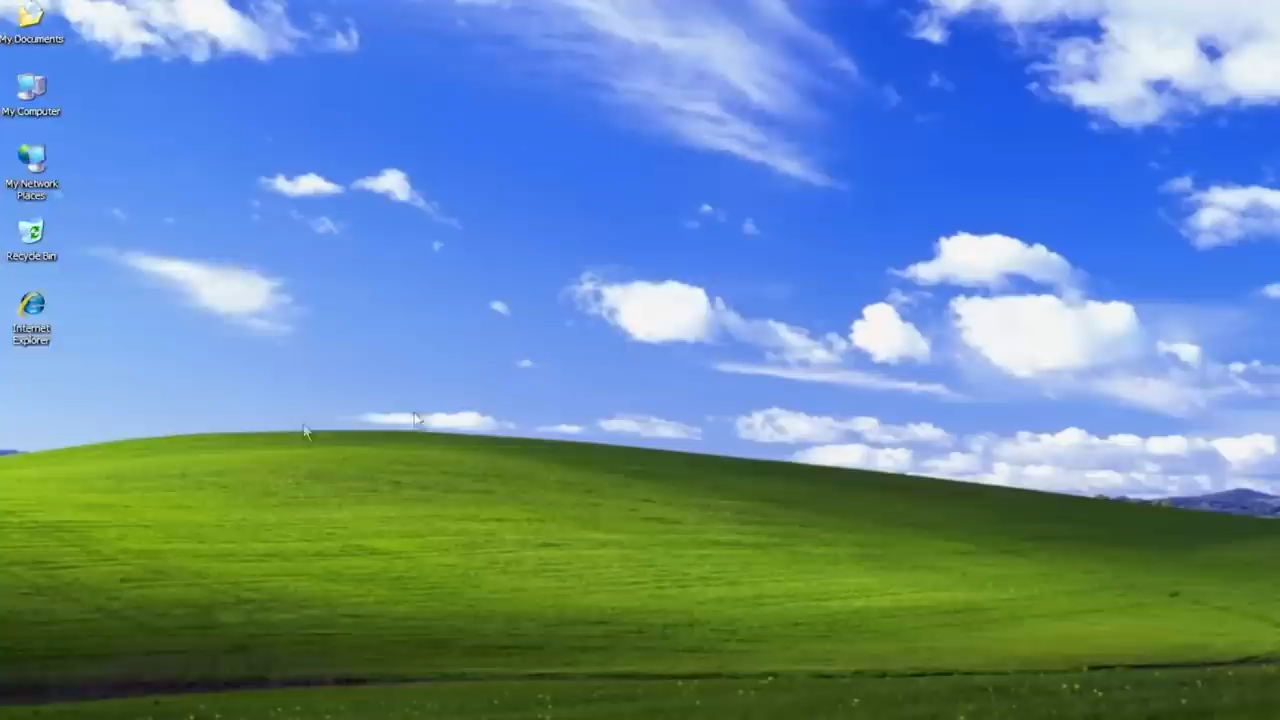 My Documents
My Computer
My Network
Places
Recycle Bin
Internet
Explorer